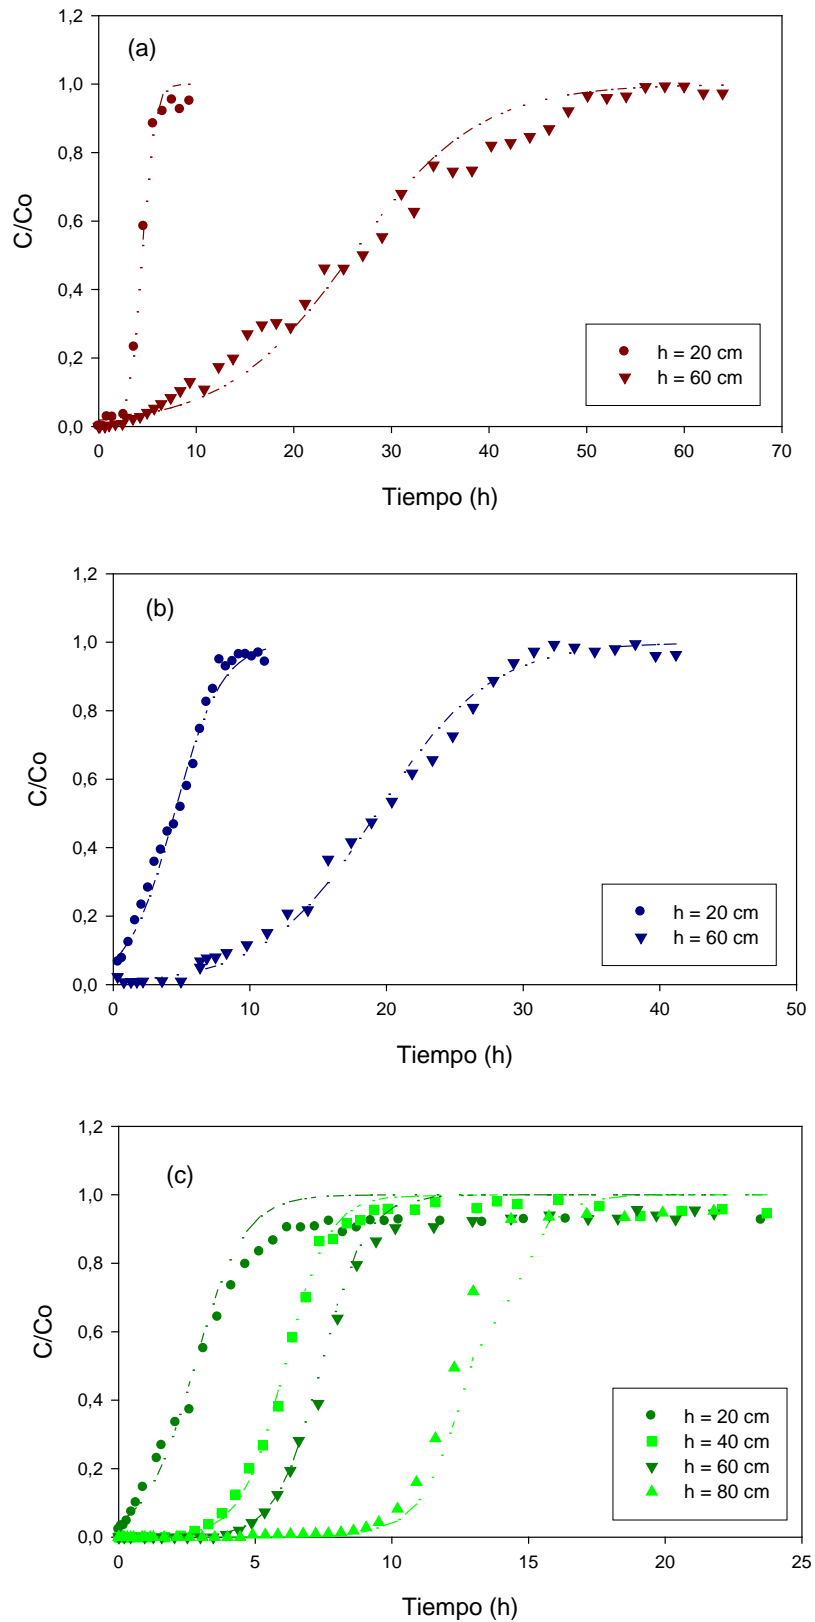 (a)
1,2
1,0
0,8
0,6
0,4
0,2
0,0
C/Co
0 10 20 30 40 50 60 70
Tiempo (h)
h = 20 cm
h = 60 cm
(b)
1,2
1,0
0,8
0,6
0,4
0,2
0,0
C/Co
0 10 20 30 40 50
Tiempo (h)
h = 20 cm
h = 60 cm
(c)
1,2
1,0
0,8
0,6
0,4
0,2
0,0
C/Co
0 5 10 15 20 25
Tiempo (h)
h = 20 cm
h = 40 cm
h = 60 cm
h = 80 cm